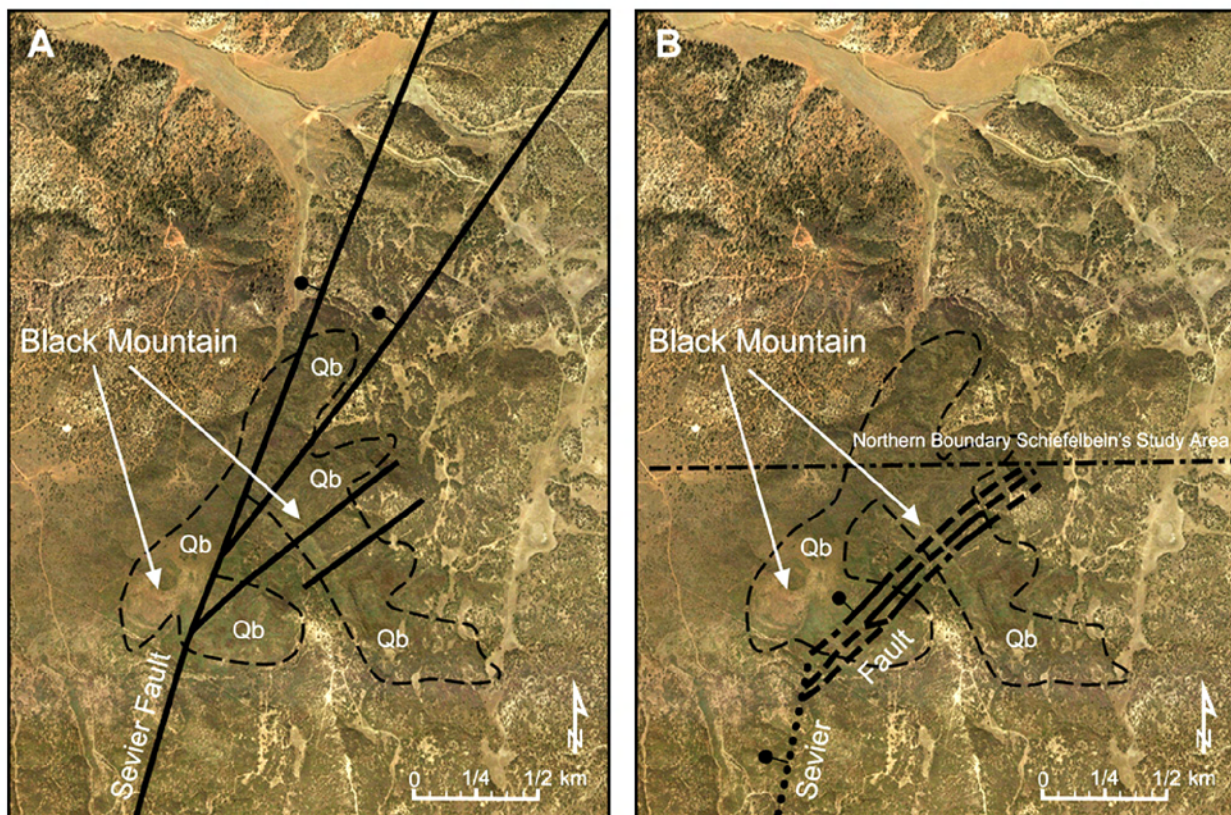 A
Black Mountain
Qb
Qb
Qb
Qb
Qb
Sevier Fault
N
0 1/4 1/2 km
B
Black Mountain
Northern Boundary Schiefelbein's Study Area
Qb
Qb
Sevier Fault
N
0 1/4 1/2 km